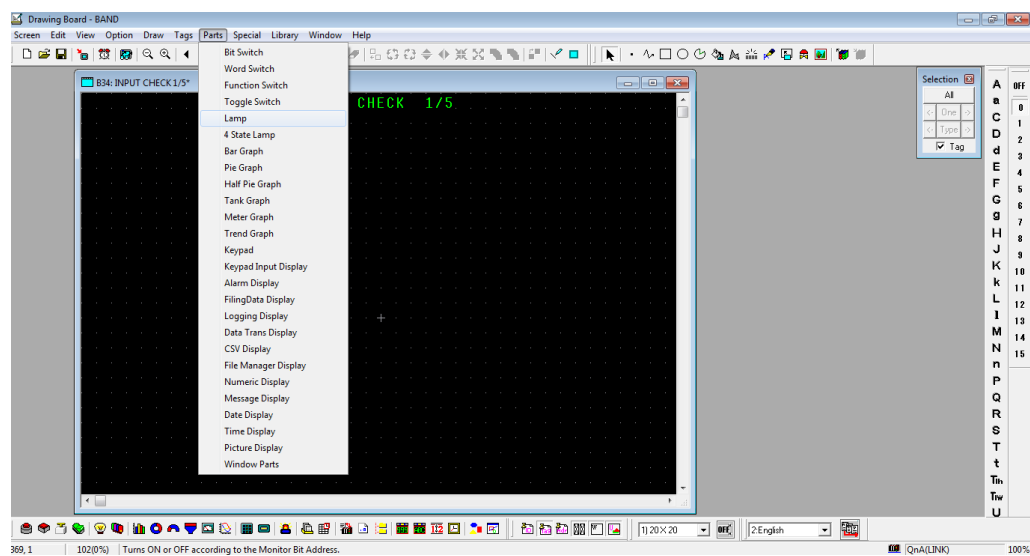 Drawing Board - BAND
Screen Edit View Option Draw Tags Parts Special Library Window Help
Bit Switch
Word Switch
Function Switch
Toggle Switch
Lamp
4 State Lamp
Bar Graph
Pie Graph
Half Pie Graph
Tank Graph
Meter Graph
Trend Graph
Keypad
Keypad Input Display
Alarm Display
FilingData Display
Logging Display
Data Trans Display
CSV Display
File Manager Display
Numeric Display
Message Display
Date Display
Time Display
Picture Display
Window Parts
B34: INPUT CHECK 1/5*
CHECK 1/5
Selection
All
<- One ->
<- Type ->
Tag
A
a
C
D
d
E
F
G
g
H
J
K
k
L
l
M
N
n
P
Q
R
S
T
t
Tih
Tiw
U
OFF
0
1
2
3
4
5
6
7
8
9
10
11
12
13
14
15
1) 20X20
OFF
2:English
369, 1 102(0%) Turns ON or OFF according to the Monitor Bit Address. QnA(LINK) 100%